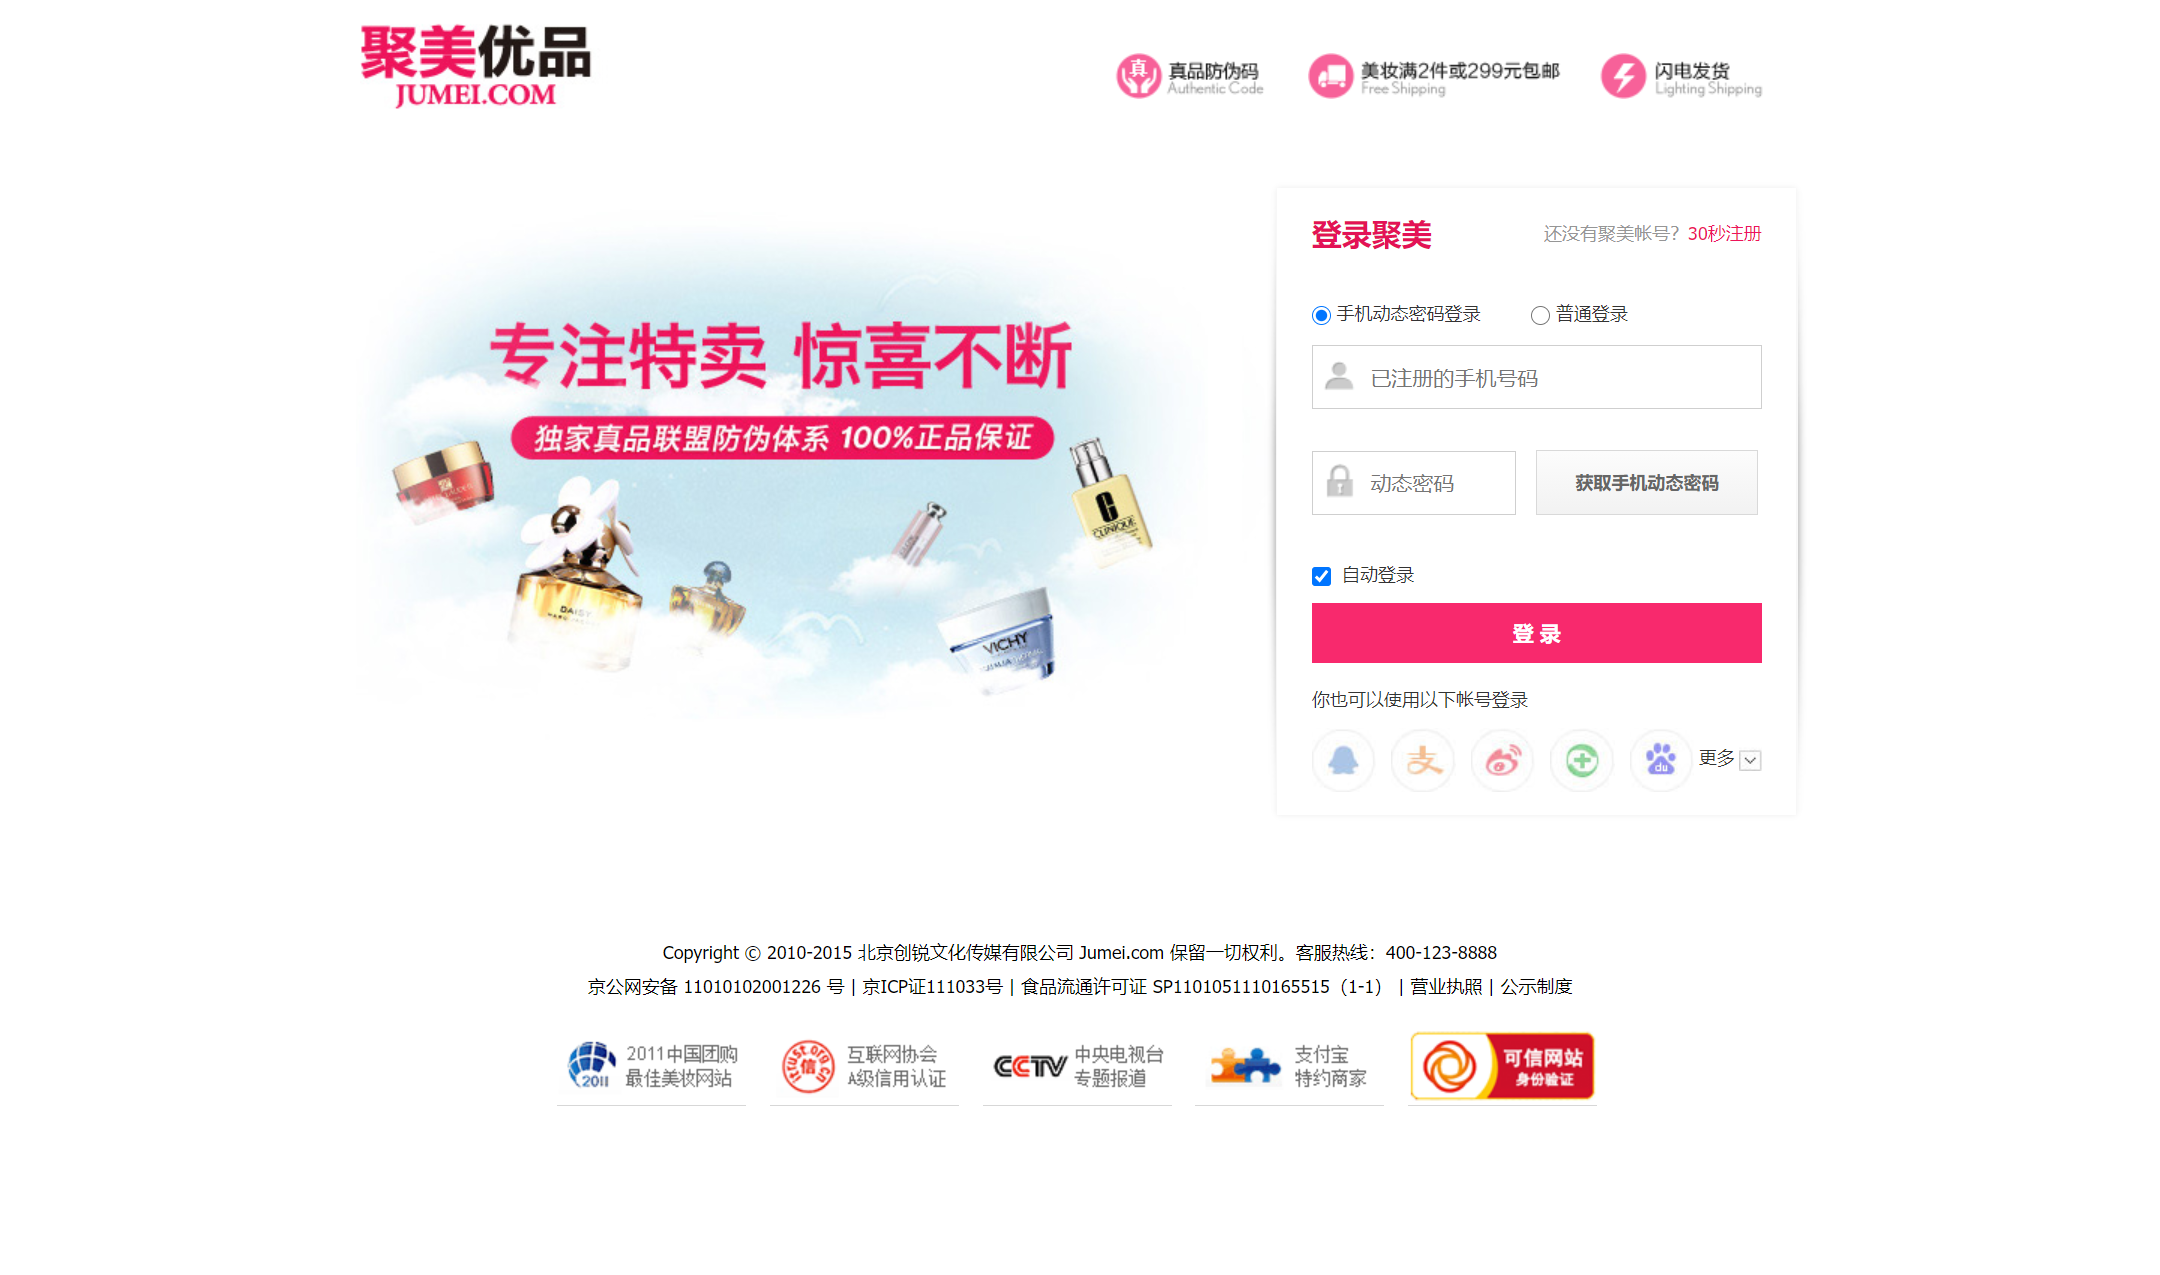 聚美优品
JUMEI.COM
真
真品防伪码
Authentic Code
美妆满2件或299元包邮
Free Shipping
闪电发货
Lighting Shipping
专注特卖 惊喜不断
独家真品联盟防伪体系 100%正品保证
CLINIQUE
DAISY
VICHY
登录聚美
还没有聚美帐号? 30秒注册
手机动态密码登录
普通登录
已注册的手机号码
动态密码
获取手机动态密码
自动登录
登 录
你也可以使用以下帐号登录
支
du
更多
Copyright © 2010-2015 北京创锐文化传媒有限公司 Jumei.com 保留一切权利。客服热线：400-123-8888
京公网安备 11010102001226 号 | 京ICP证111033号 | 食品流通许可证 SP1101051110165515（1-1） | 营业执照 | 公示制度
2011
2011中国团购
最佳美妆网站
itrust.org.cn
信
互联网协会
A级信用认证
CCTV
中央电视台
专题报道
支付宝
特约商家
可信网站
身份验证